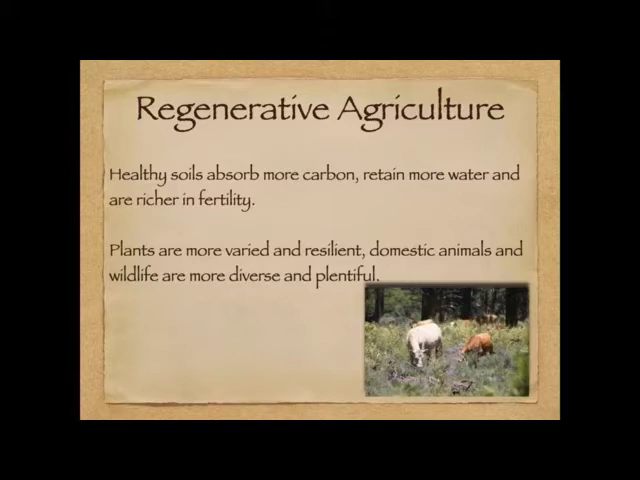 Regenerative Agriculture
Healthy soils absorb more carbon, retain more water and
are richer in fertility.
Plants are more varied and resilient, domestic animals and
wildlife are more diverse and plentiful.